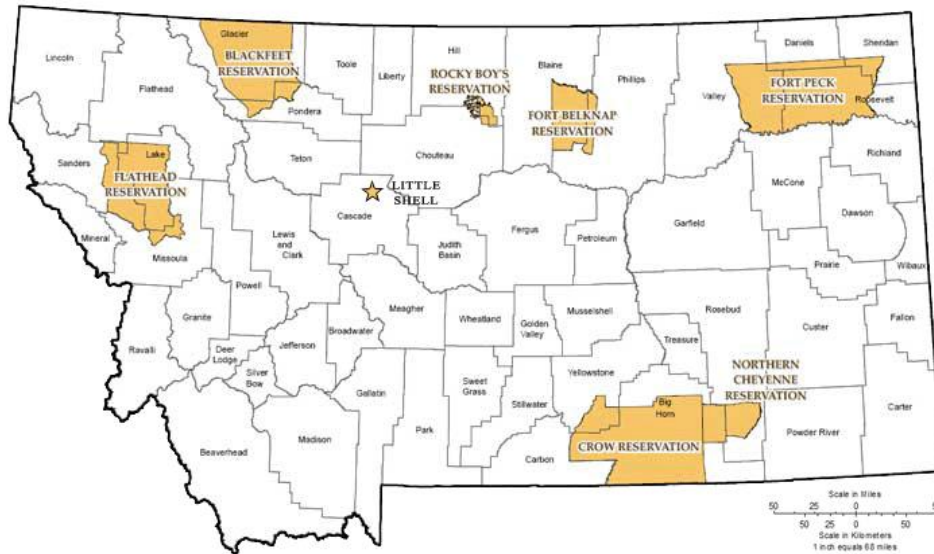 Lincoln
Flathead
Glacier
BLACKFEET
RESERVATION
Toole
Liberty
Hill
Blaine
Phillips
Daniels
Sheridan
Valley
FORT PECK
RESERVATION
Roosevelt
ROCKY BOY'S
RESERVATION
FORT BELKNAP
RESERVATION
Pondera
Teton
Chouteau
Sanders
Lake
FLATHEAD
RESERVATION
Mineral
Missoula
LITTLE
SHELL
Cascade
Lewis
and
Clark
Judith
Basin
Fergus
Petroleum
Garfield
McCone
Richland
Dawson
Prairie
Wibaux
Powell
Granite
Ravalli
Deer
Lodge
Silver
Bow
Jefferson
Broadwater
Meagher
Wheatland
Golden
Valley
Musselshell
Treasure
Rosebud
Custer
Fallon
NORTHERN
CHEYENNE
RESERVATION
Beaverhead
Madison
Gallatin
Park
Sweet
Grass
Stillwater
Yellowstone
Carbon
Big
Horn
CROW RESERVATION
Powder River
Carter
Scale in Miles
50 0 5
50 0 50
Scale in Kilometers
1 inch equals 68 miles